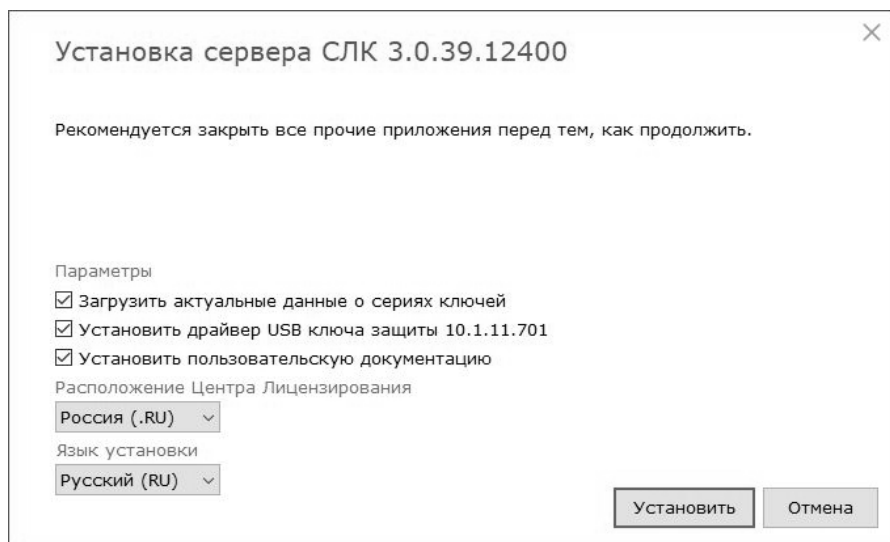 Установка сервера СЛК 3.0.39.12400
Рекомендуется закрыть все прочие приложения перед тем, как продолжить.
Параметры
Загрузить актуальные данные о сериях ключей
Установить драйвер USB ключа защиты 10.1.11.701
Установить пользовательскую документацию
Расположение Центра Лицензирования
Россия (.RU)
Язык установки
Русский (RU)
Установить Отмена